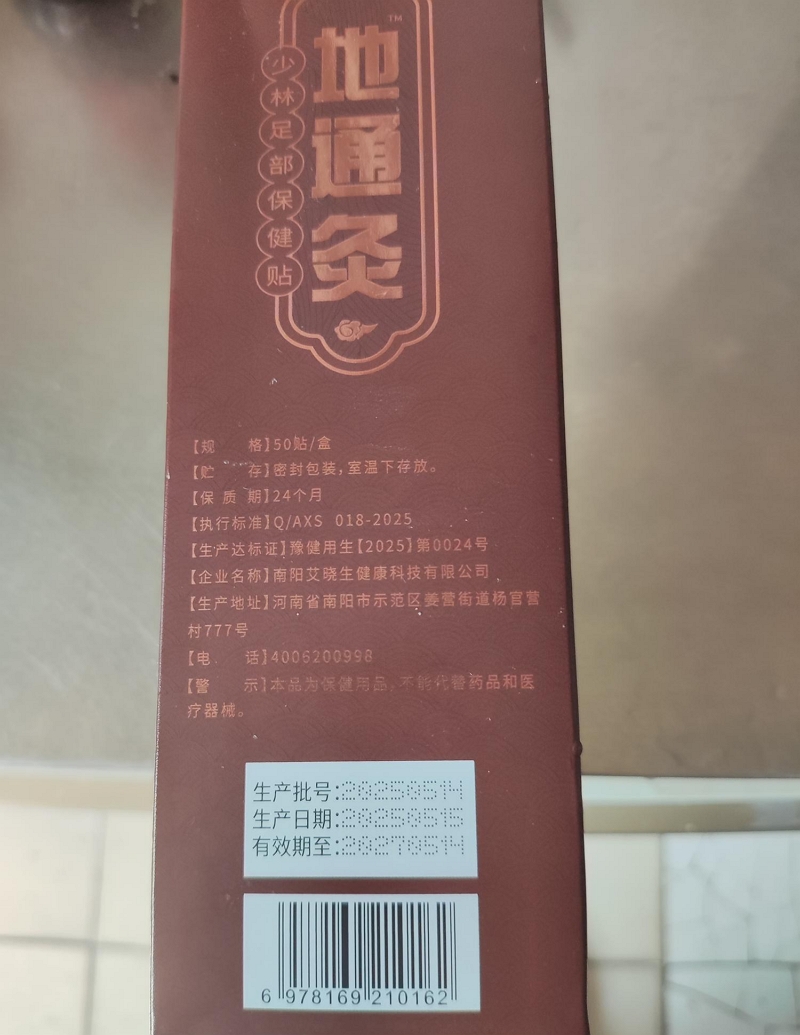 地通灸™
少林足部保健贴
【规 格】50贴/盒
【贮 存】密封包装,室温下存放。
【保 质 期】24个月
【执行标准】Q/AXS 018-2025
【生产达标证】豫健用生【2025】第0024号
【企业名称】南阳艾晓生健康科技有限公司
【生产地址】河南省南阳市示范区姜营街道杨官营
村777号
【电 话】4006200998
【警 示】本品为保健用品,不能代替药品和医
疗器械。
生产批号:20250514
生产日期:20250515
有效期至:20270514
6 978169 210162